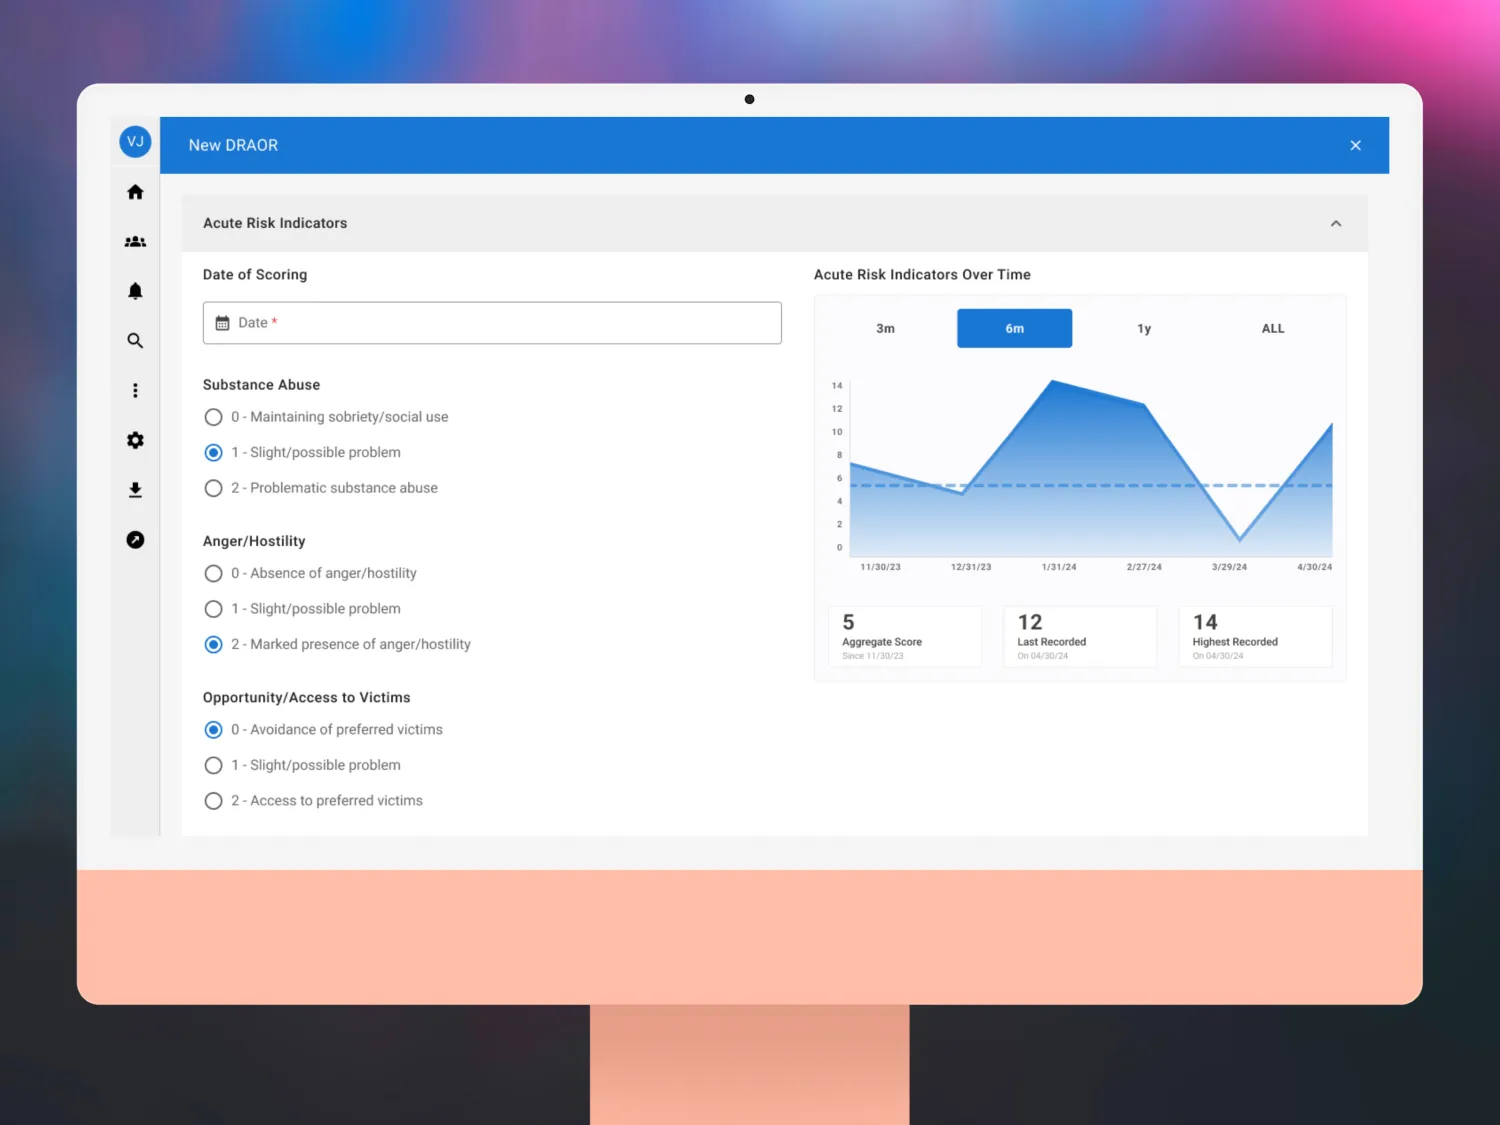 VJ
New DRAOR
Acute Risk Indicators
Date of Scoring
Date *
Substance Abuse
0 - Maintaining sobriety/social use
1 - Slight/possible problem
2 - Problematic substance abuse
Anger/Hostility
0 - Absence of anger/hostility
1 - Slight/possible problem
2 - Marked presence of anger/hostility
Opportunity/Access to Victims
0 - Avoidance of preferred victims
1 - Slight/possible problem
2 - Access to preferred victims
Acute Risk Indicators Over Time
3m 6m 1y ALL
14
12
10
8
6
4
2
0
11/30/23 12/31/23 1/31/24 2/27/24 3/29/24 4/30/24
5
Aggregate Score
Since 11/30/23
12
Last Recorded
On 04/30/24
14
Highest Recorded
On 04/30/24